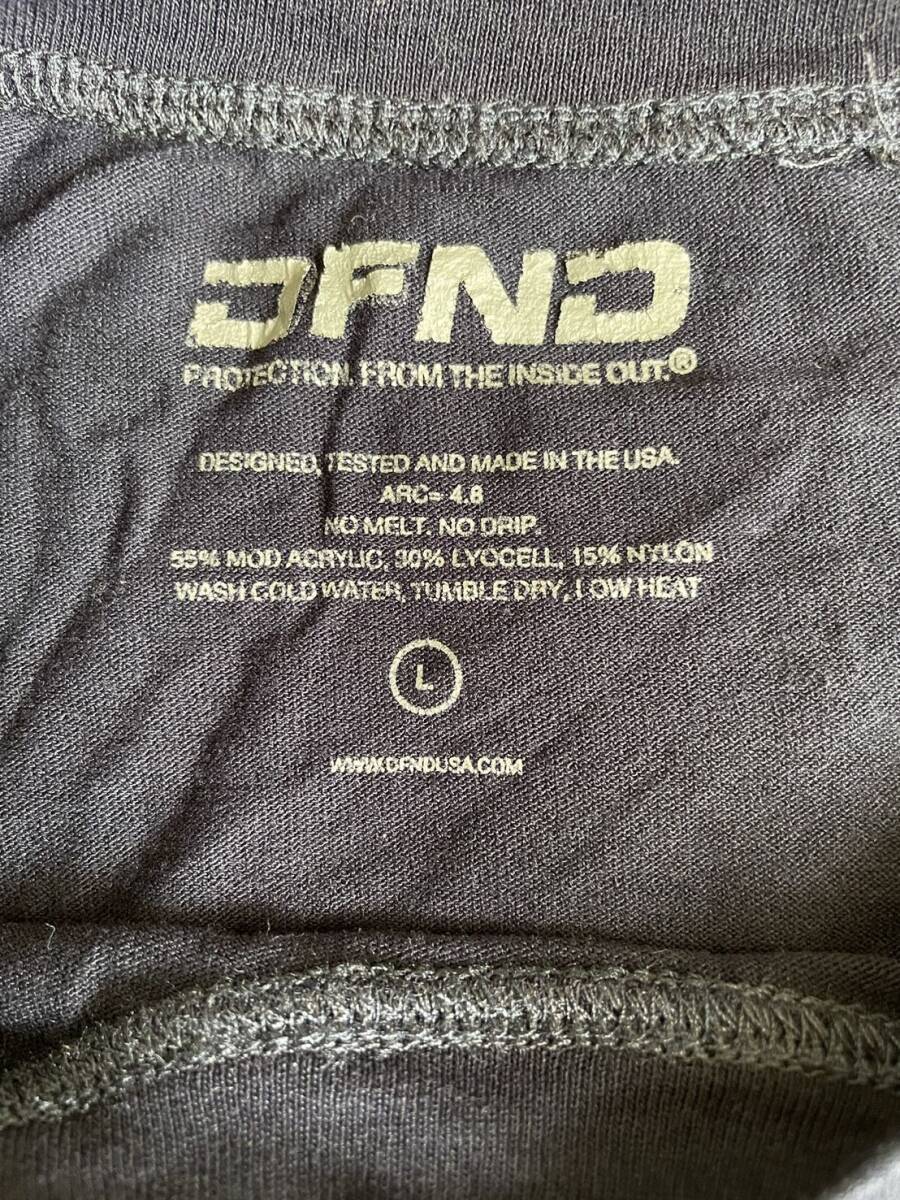 DFND
PROTECTION. FROM THE INSIDE OUT.®
DESIGNED, TESTED AND MADE IN THE USA.
ARC= 4.6
NO MELT. NO DRIP.
55% MOD ACRYLIC, 30% LYOCELL, 15% NYLON
WASH COLD WATER, TUMBLE DRY, LOW HEAT
L
WWW.DFNDUSA.COM